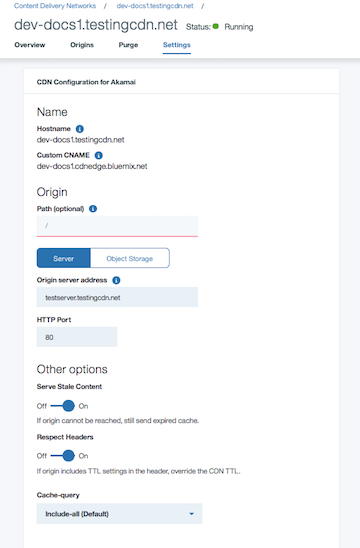 Content Delivery Networks / dev-docs1.testingcdn.net /
dev-docs1.testingcdn.net Status: Running
Overview Origins Purge Settings
CDN Configuration for Akamai
Name
Hostname
dev-docs1.testingcdn.net
Custom CNAME
dev-docs1.cdnedge.bluemix.net
Origin
Path (optional)
/
Server Object Storage
Origin server address
testserver.testingcdn.net
HTTP Port
80
Other options
Serve Stale Content
Off On
If origin cannot be reached, still send expired cache.
Respect Headers
Off On
If origin includes TTL settings in the header, override the CDN TTL.
Cache-query
Include-all (Default)